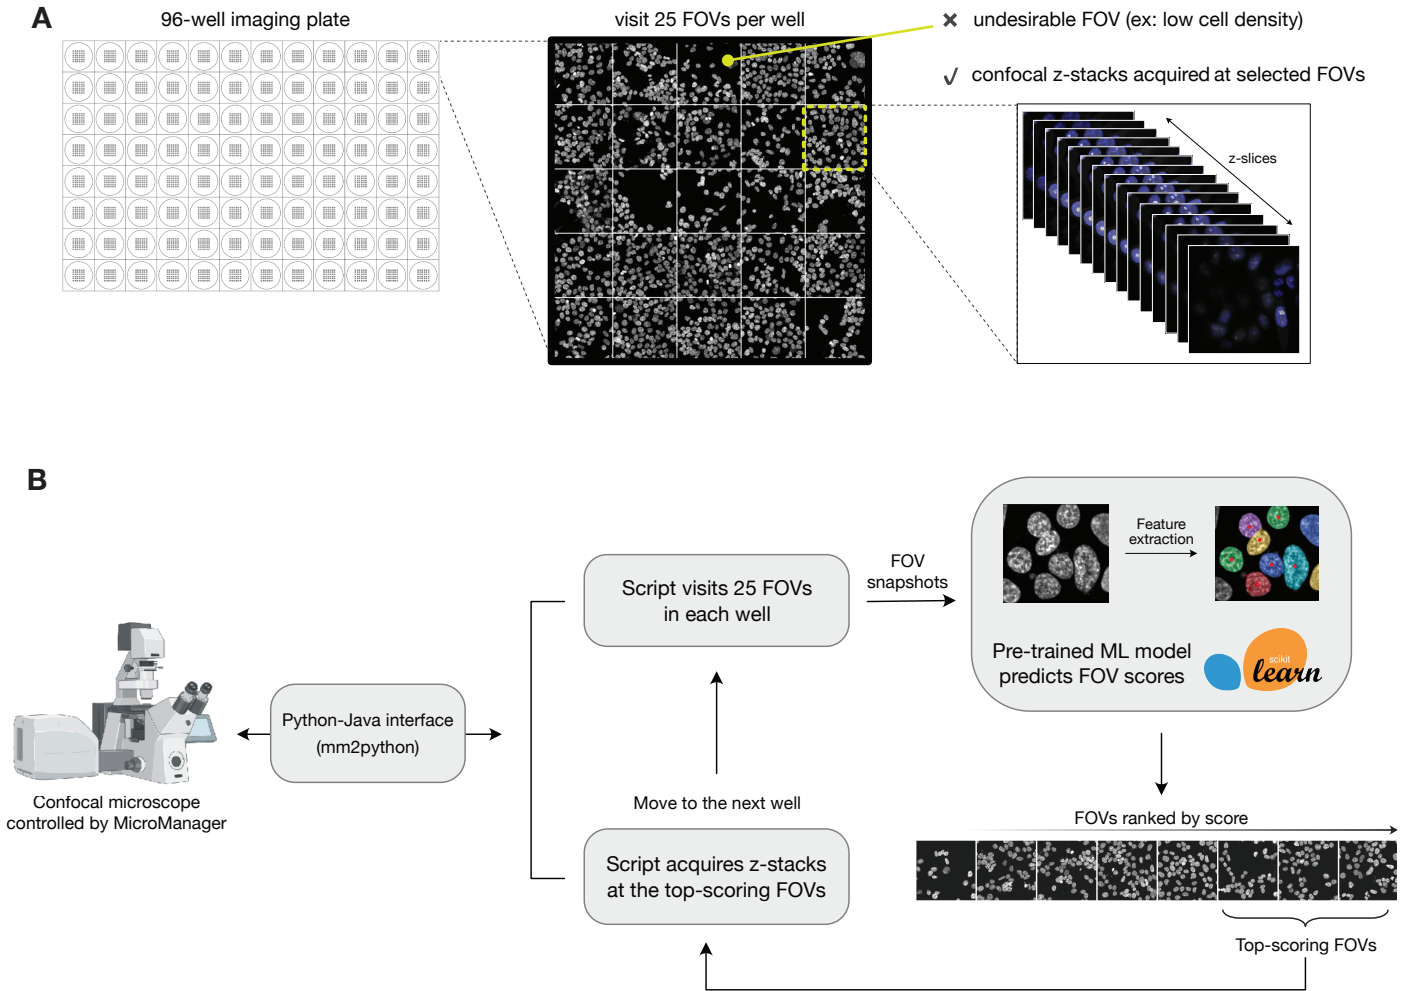 A
96-well imaging plate
visit 25 FOVs per well
undesirable FOV (ex: low cell density)
confocal z-stacks acquired at selected FOVs
z-slices
B
Script visits 25 FOVs
in each well
FOV
snapshots
Feature
extraction
Pre-trained ML model
predicts FOV scores
scikit
learn
Python-Java interface
(mm2python)
Confocal microscope
controlled by MicroManager
Move to the next well
Script acquires z-stacks
at the top-scoring FOVs
FOVs ranked by score
Top-scoring FOVs